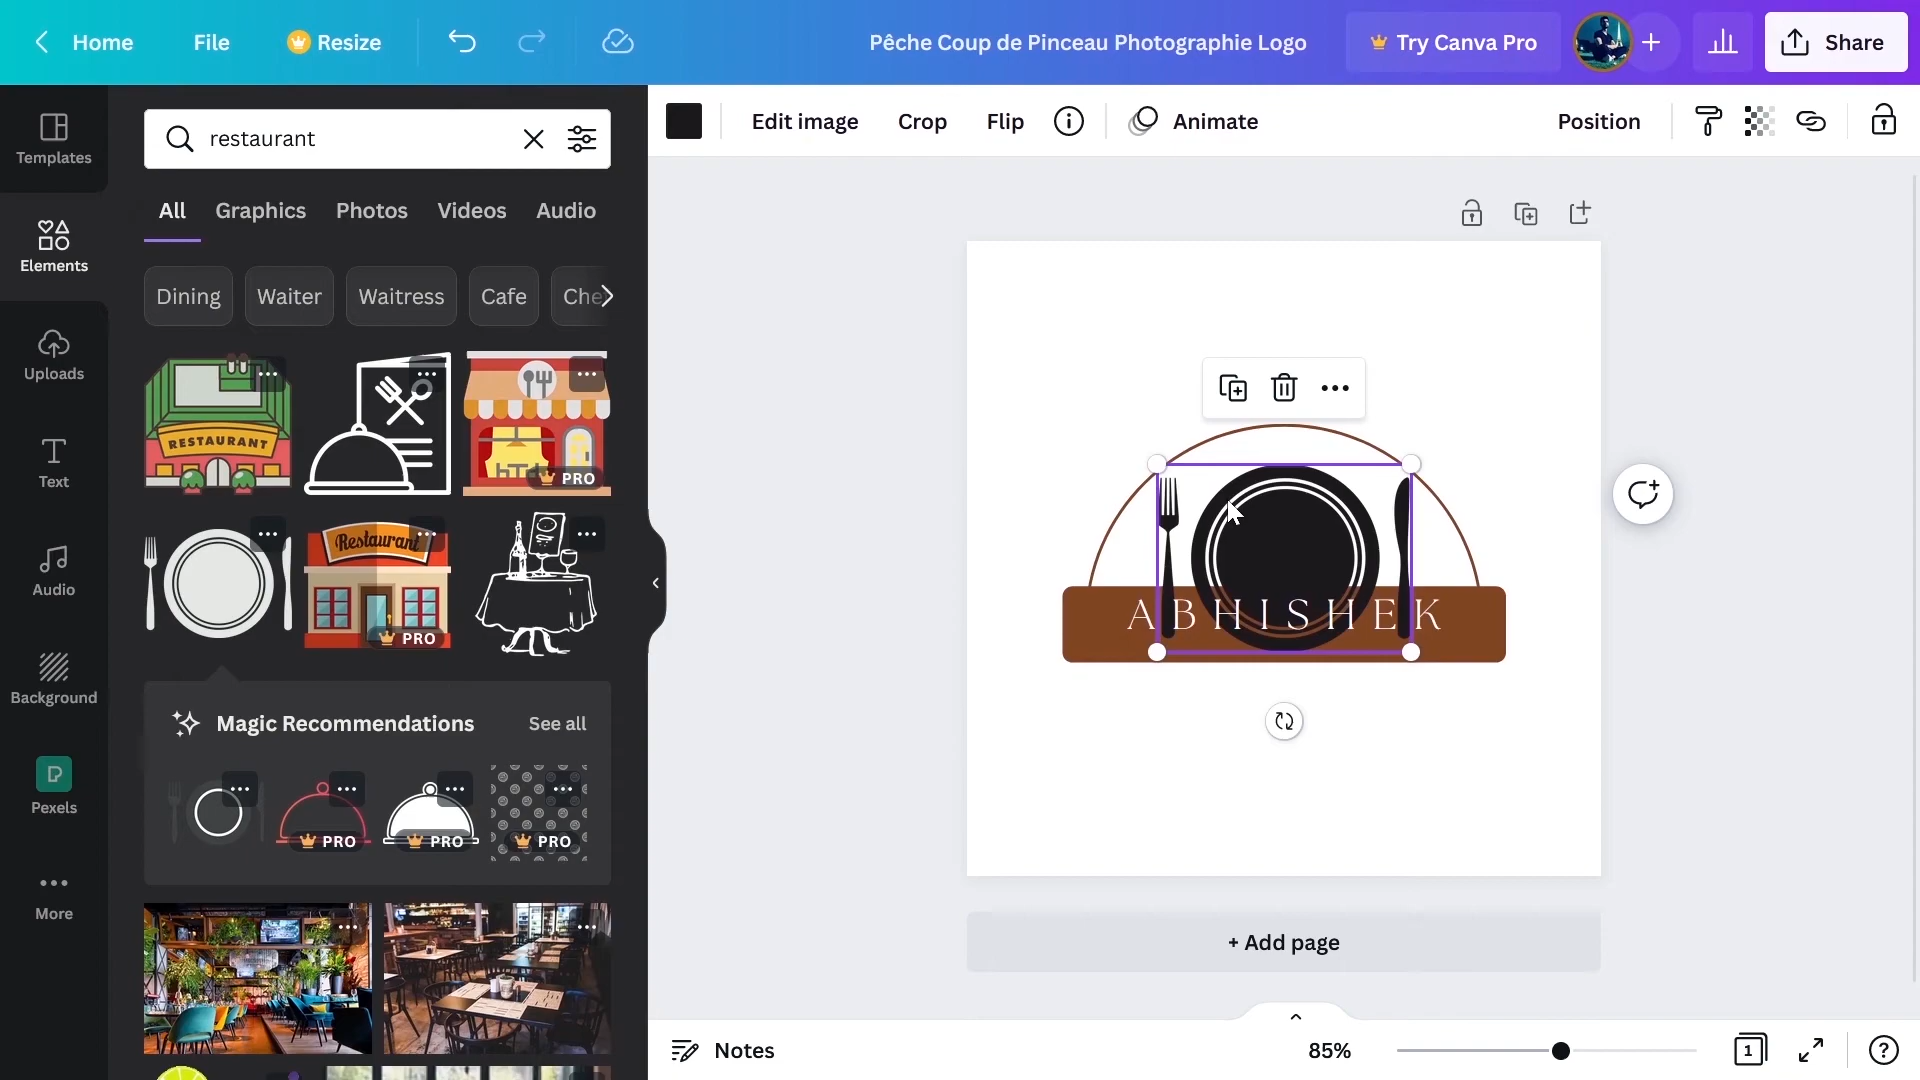 Home
File
Resize
Pêche Coup de Pinceau Photographie Logo
Try Canva Pro
Share
Templates
Elements
Uploads
Text
Audio
Background
Pexels
More
restaurant
All
Graphics
Photos
Videos
Audio
Dining
Waiter
Waitress
Cafe
Che
RESTAURANT
PRO
Restaurant
PRO
Magic Recommendations
See all
PRO
PRO
PRO
Edit image
Crop
Flip
Animate
Position
ABHISHEK
+ Add page
Notes
85%
1